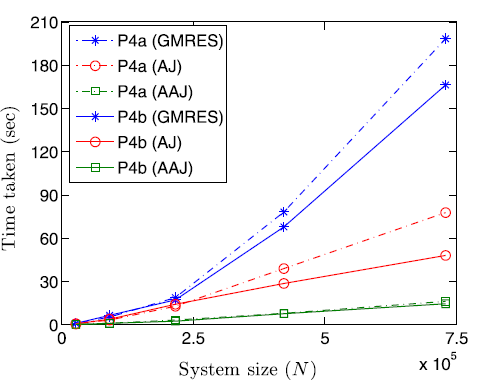 210
180
150
120
90
60
30
0
Time taken (sec)
P4a (GMRES)
P4a (AJ)
P4a (AAJ)
P4b (GMRES)
P4b (AJ)
P4b (AAJ)
0 2.5 5 7.5
x 10^5
System size (N)